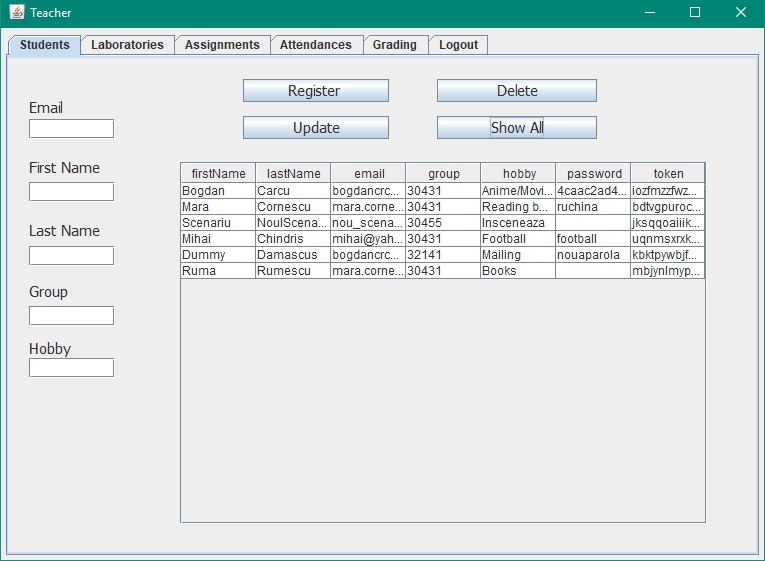 Teacher
Students Laboratories Assignments Attendances Grading Logout
Register Delete
Email
Update Show All
First Name
firstName lastName email group hobby password token
Bogdan Carcu bogdancrc... 30431 Anime/Movi... 4caac2ad4... iozfmzzfwz...
Mara Cornescu mara.corne... 30431 Reading b... ruchina bdtvgpuroc...
Scenariu NoulScena... nou_scena... 30455 Insceneaza jksqqoaiiik...
Last Name
Mihai Chindris mihai@yah... 30431 Football football uqnmsxrxk...
Dummy Damascus bogdancrc... 32141 Mailing nouaparola kbktpywbjf...
Ruma Rumescu mara.corne... 30431 Books mbjynlmyp...
Group
Hobby